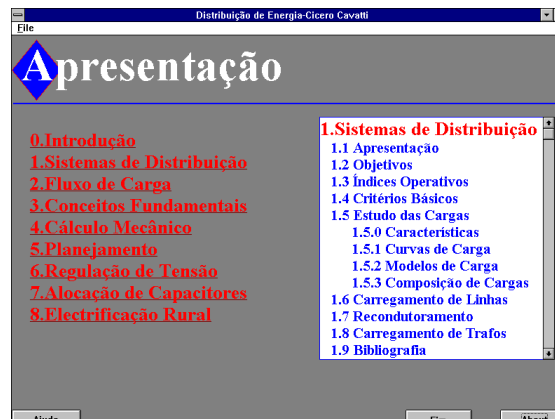 Distribuição de Energia-Cicero Cavatti
File
Apresentação
0.Introdução
1.Sistemas de Distribuição
2.Fluxo de Carga
3.Conceitos Fundamentais
4.Cálculo Mecânico
5.Planejamento
6.Regulação de Tensão
7.Alocação de Capacitores
8.Electrificação Rural
1.Sistemas de Distribuição
1.1 Apresentação
1.2 Objetivos
1.3 Índices Operativos
1.4 Critérios Básicos
1.5 Estudo das Cargas
1.5.0 Características
1.5.1 Curvas de Carga
1.5.2 Modelos de Carga
1.5.3 Composição de Cargas
1.6 Carregamento de Linhas
1.7 Recondutoramento
1.8 Carregamento de Trafos
1.9 Bibliografia
Ajuda
About